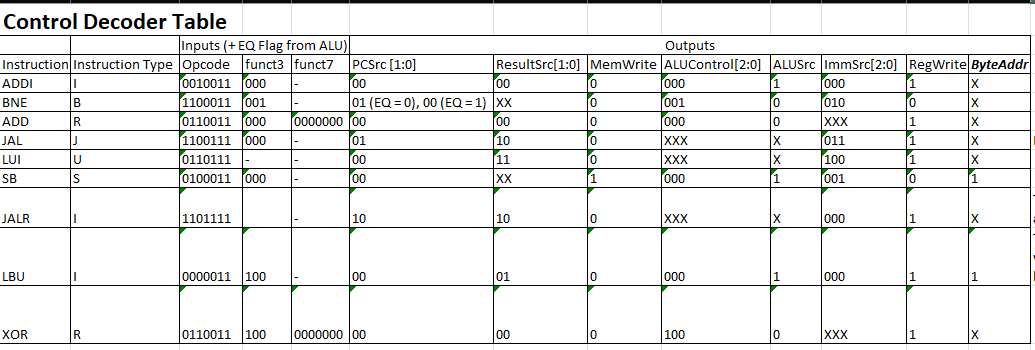 Control Decoder Table
Inputs (+ EQ Flag from ALU) Outputs
Instruction Instruction Type Opcode funct3 funct7 PCSrc [1:0] ResultSrc[1:0] MemWrite ALUControl[2:0] ALUSrc ImmSrc[2:0] RegWrite ByteAddr
ADDI I 0010011 000 - 00 00 0 000 1 000 1 X
BNE B 1100011 001 - 01 (EQ = 0), 00 (EQ = 1) XX 0 001 0 010 0 X
ADD R 0110011 000 0000000 00 00 0 000 0 XXX 1 X
JAL J 1100111 000 - 01 10 0 XXX X 011 1 X
LUI U 0110111 - - 00 11 0 XXX X 100 1 X
SB S 0100011 000 - 00 XX 1 000 1 001 0 1
JALR I 1101111 - 10 10 0 XXX X 000 1 X
LBU I 0000011 100 - 00 01 0 000 1 000 1 1
XOR R 0110011 100 0000000 00 00 0 100 0 XXX 1 X